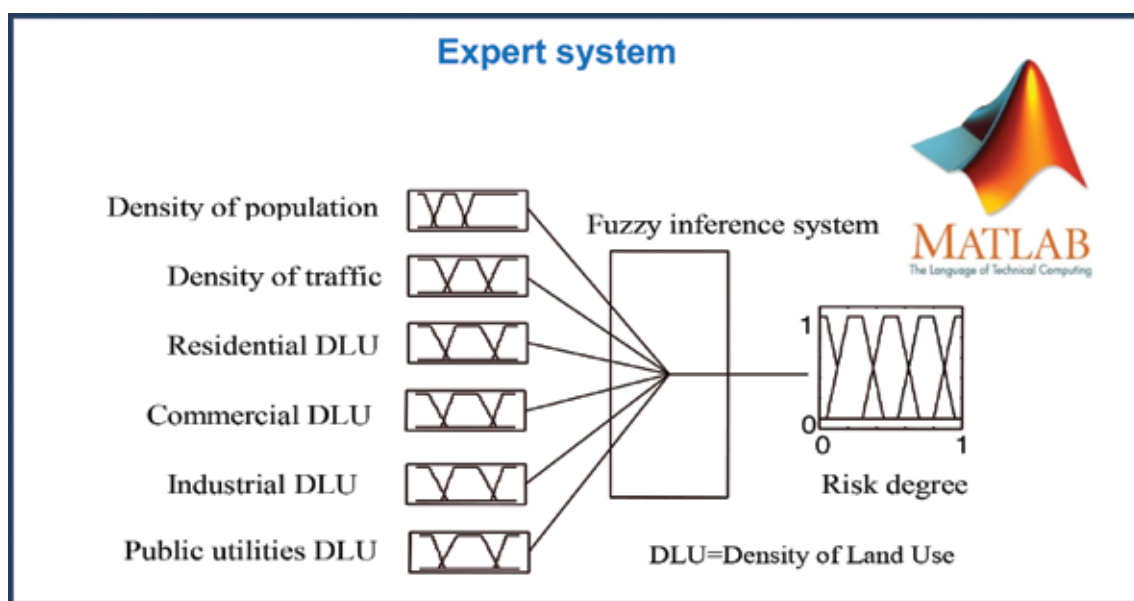 Expert system
Density of population
Density of traffic
Residential DLU
Commercial DLU
Industrial DLU
Public utilities DLU
Fuzzy inference system
MATLAB
The Language of Technical Computing
1
0
0
1
Risk degree
DLU=Density of Land Use